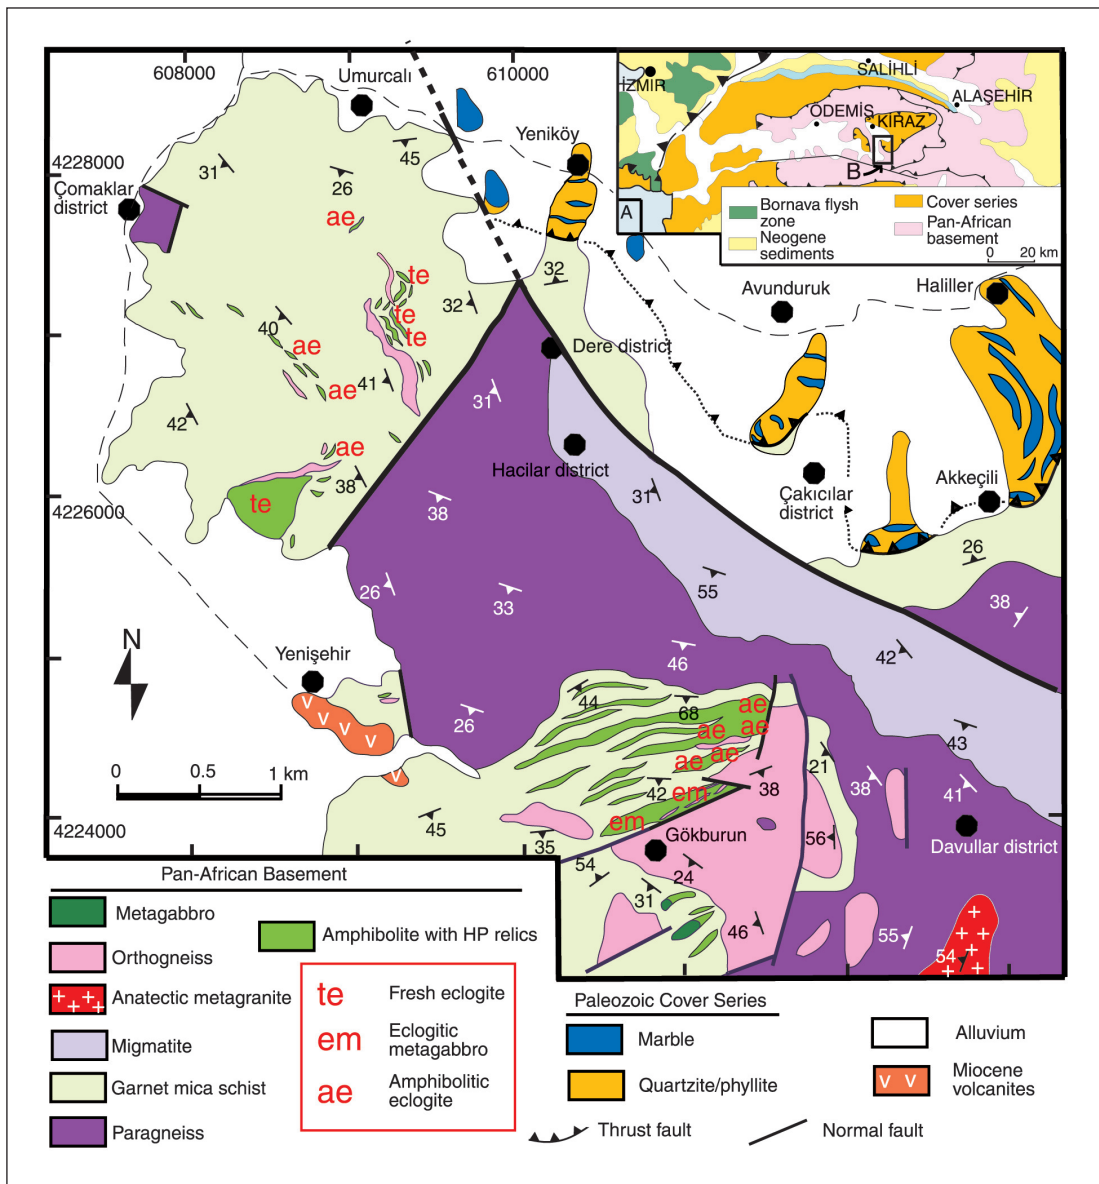 608000
610000
Umurcalı
Yeniköy
4228000
Çomaklar
district
31
26
45
ae
32
te
te
te
32
40
ae
ae
41
42
ae
38
te
4226000
Dere district
31
Hacilar district
38
31
26
33
55
46
42
26
43
Avunduruk
Haliller
Çakıcılar
district
Akkeçili
26
38
İZMIR
SALİHLİ
ALAŞEHİR
ÖDEMİŞ
KİRAZ
B
A
Bornava flysh
zone
Neogene
sediments
Cover series
Pan-African
basement
0 20 km
N
Yenişehir
v v v v
v
0 0.5 1 km
4224000
44
68
ae
ae
ae
ae
ae
42
em
em
38
21
38
41
45
35
Gökburun
56
Davullar district
54
24
31
46
55
54
Pan-African Basement
Metagabbro
Orthogneiss
Anatectic metagranite
Migmatite
Garnet mica schist
Paragneiss
Amphibolite with HP relics
te Fresh eclogite
em Eclogitic
metagabbro
ae Amphibolitic
eclogite
Paleozoic Cover Series
Marble
Quartzite/phyllite
Alluvium
v v Miocene
volcanites
Thrust fault
Normal fault